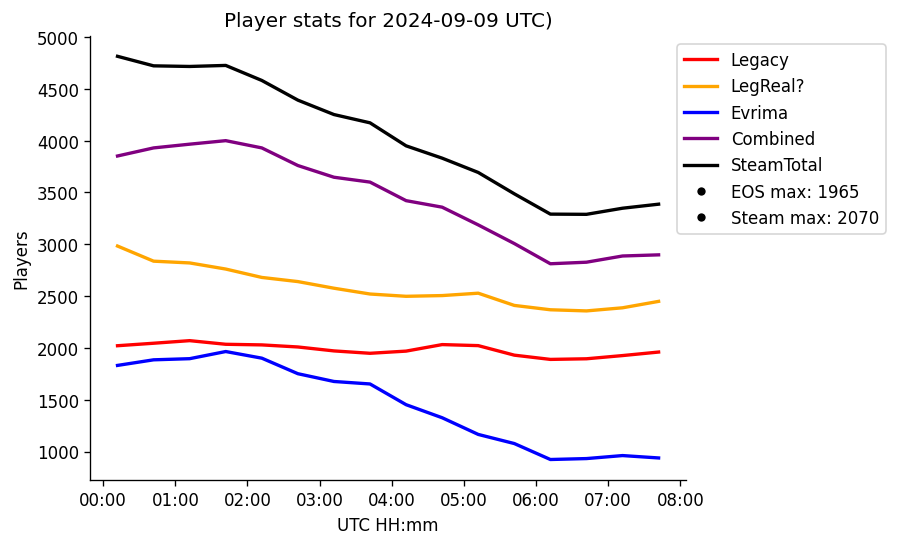 Player stats for 2024-09-09 UTC)
5000
4500
4000
3500
3000
2500
2000
1500
1000
Players
00:00 01:00 02:00 03:00 04:00 05:00 06:00 07:00 08:00
UTC HH:mm
Legacy
LegReal?
Evrima
Combined
SteamTotal
EOS max: 1965
Steam max: 2070